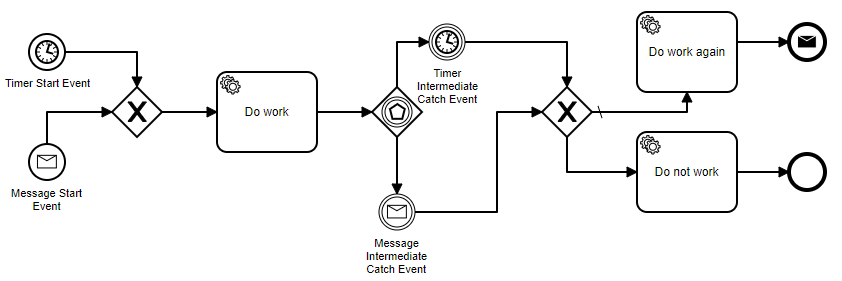 Timer Start Event
Message Start
Event
Do work
Timer
Intermediate
Catch Event
Message
Intermediate
Catch Event
Do work again
Do not work